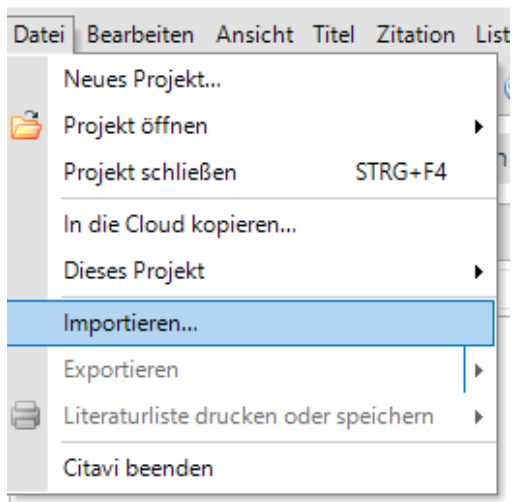 Datei Bearbeiten Ansicht Titel Zitation List
Neues Projekt...
Projekt öffnen
Projekt schließen STRG+F4
In die Cloud kopieren...
Dieses Projekt
Importieren...
Exportieren
Literaturliste drucken oder speichern
Citavi beenden